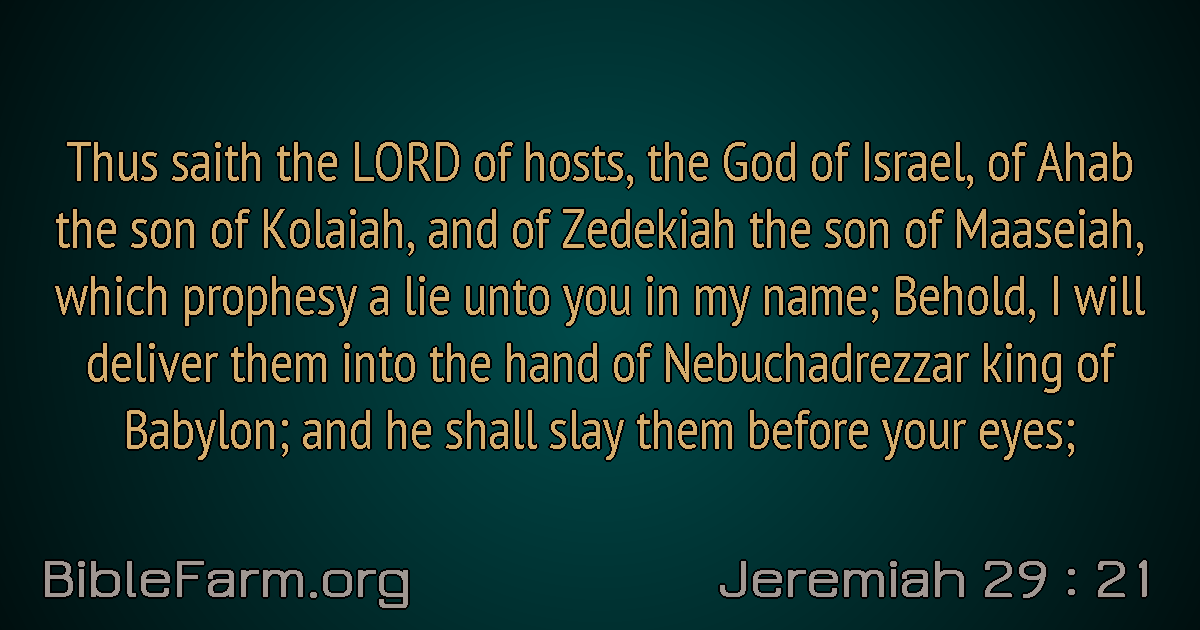 Thus saith the LORD of hosts, the God of Israel, of Ahab
the son of Kolaiah, and of Zedekiah the son of Maaseiah,
which prophesy a lie unto you in my name; Behold, I will
deliver them into the hand of Nebuchadrezzar king of
Babylon; and he shall slay them before your eyes;
BibleFarm.org
Jeremiah 29 : 21